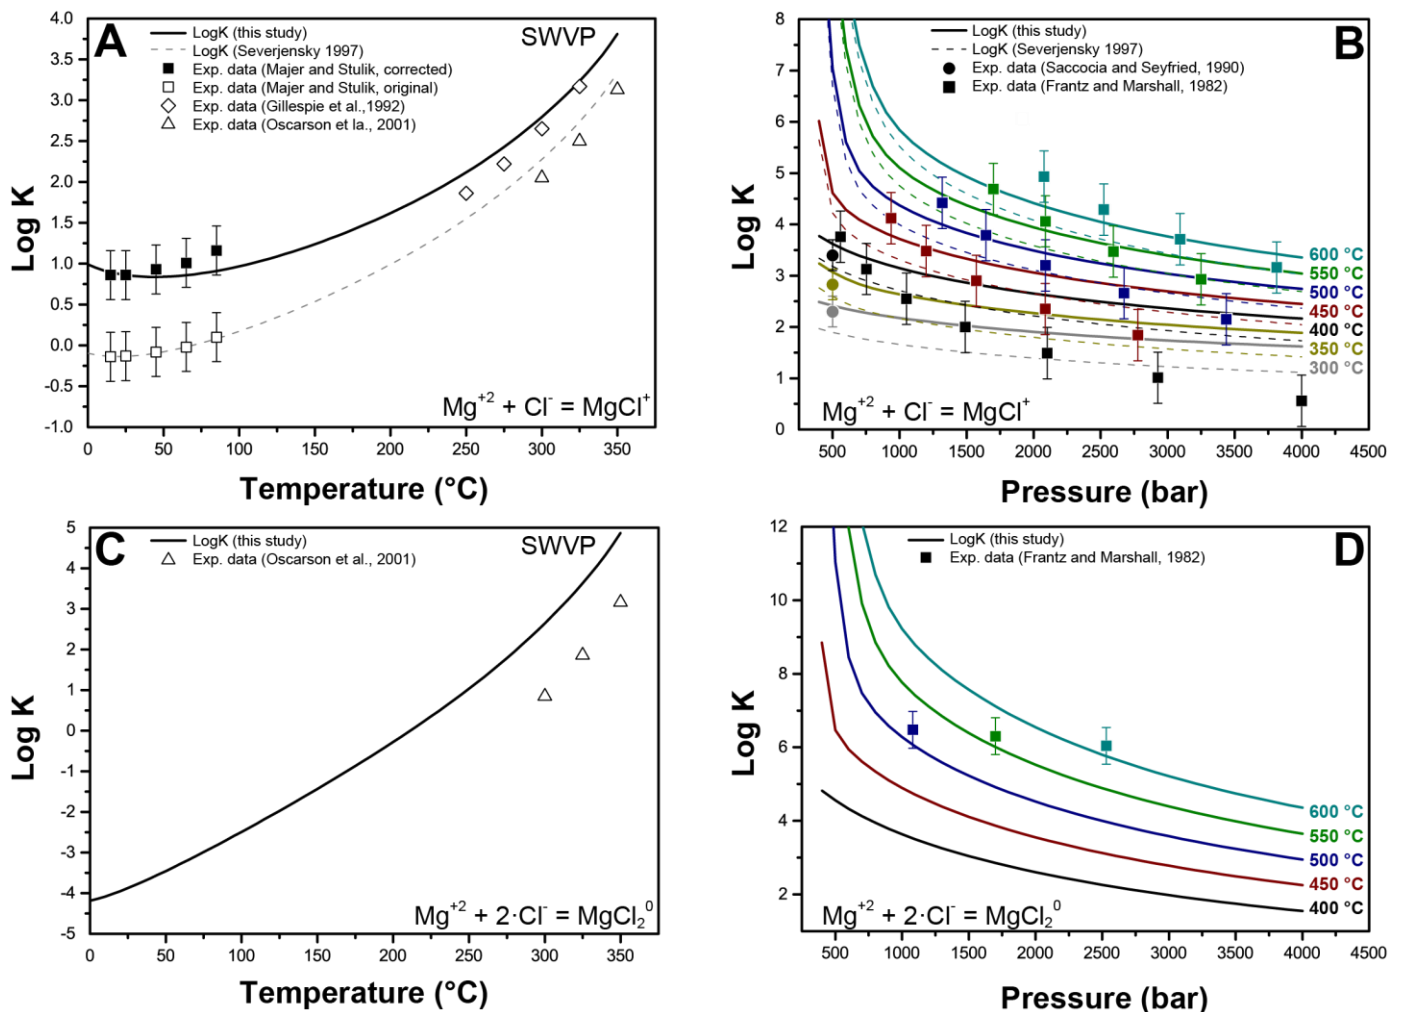 A
SWVP
LogK (this study)
LogK (Severjensky 1997)
Exp. data (Majer and Stulik, corrected)
Exp. data (Majer and Stulik, original)
Exp. data (Gillespie et al.,1992)
Exp. data (Oscarson et la., 2001)
4.0
3.5
3.0
2.5
2.0
1.5
1.0
0.5
0.0
-0.5
-1.0
Log K
Mg+2 + Cl- = MgCl+
0 50 100 150 200 250 300 350
Temperature (°C)
B
LogK (this study)
LogK (Severjensky 1997)
Exp. data (Saccocia and Seyfried, 1990)
Exp. data (Frantz and Marshall, 1982)
8
7
6
5
4
3
2
1
0
Log K
600 °C
550 °C
500 °C
450 °C
400 °C
350 °C
300 °C
Mg+2 + Cl- = MgCl+
500 1000 1500 2000 2500 3000 3500 4000 4500
Pressure (bar)
C
SWVP
LogK (this study)
Exp. data (Oscarson et al., 2001)
5
4
3
2
1
0
-1
-2
-3
-4
-5
Log K
Mg+2 + 2·Cl- = MgCl2 0
0 50 100 150 200 250 300 350
Temperature (°C)
D
LogK (this study)
Exp. data (Frantz and Marshall, 1982)
12
10
8
6
4
2
Log K
600 °C
550 °C
500 °C
450 °C
400 °C
Mg+2 + 2·Cl- = MgCl2 0
500 1000 1500 2000 2500 3000 3500 4000 4500
Pressure (bar)